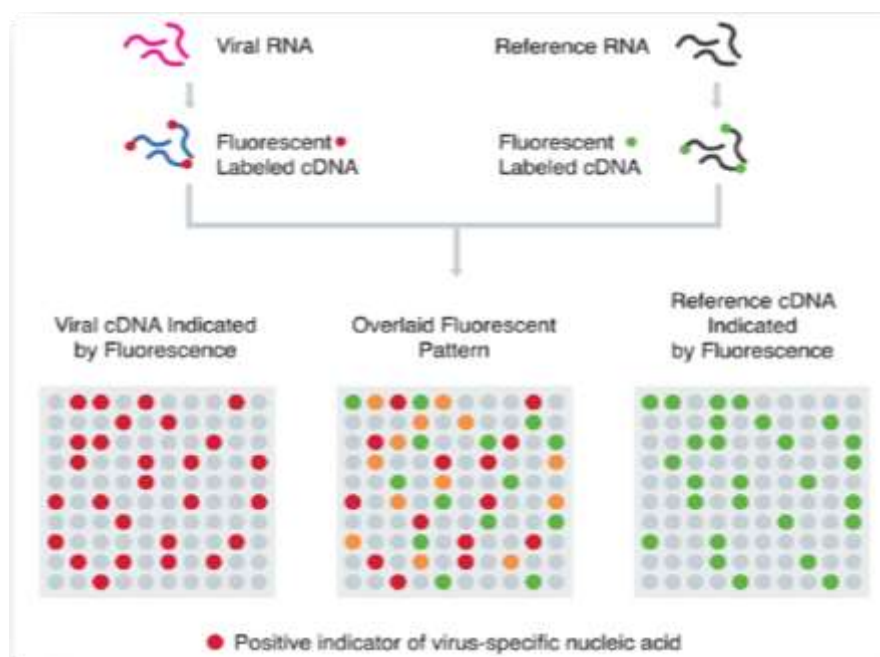 Viral RNA
Reference RNA
Fluorescent
Labeled cDNA
Fluorescent
Labeled cDNA
Viral cDNA Indicated
by Fluorescence
Overlaid Fluorescent
Pattern
Reference cDNA
Indicated
by Fluorescence
Positive indicator of virus-specific nucleic acid